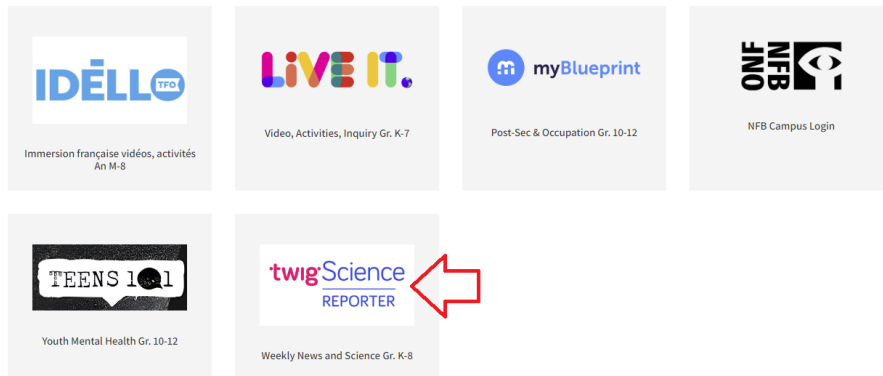 IDÉLLO TFO
Immersion française vidéos, activités
An M-8
LiVE IT.
Video, Activities, Inquiry Gr. K-7
m myBlueprint
Post-Sec & Occupation Gr. 10-12
ONF NFB
NFB Campus Login
TEENS 101
Youth Mental Health Gr. 10-12
twig Science
REPORTER
Weekly News and Science Gr. K-8